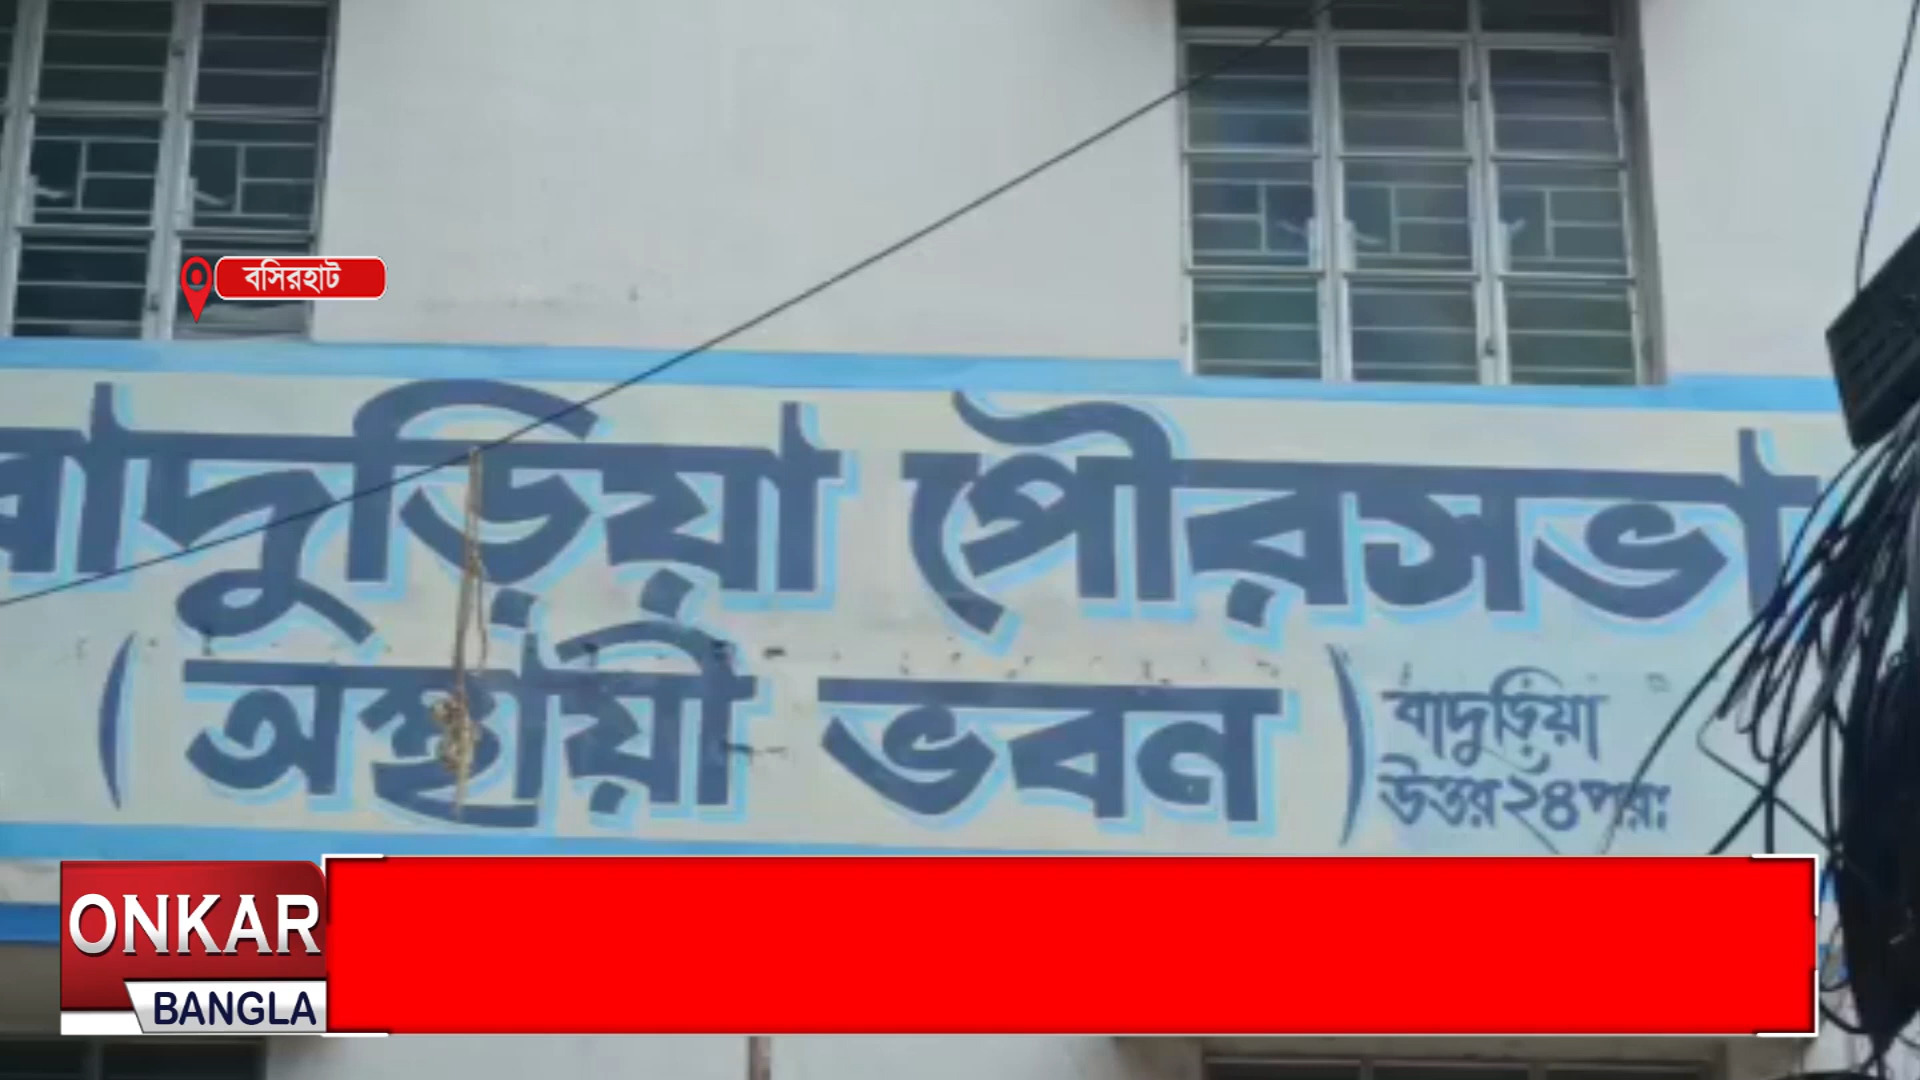 বসিরহাট
বাদুড়িয়া পৌরসভা
(অস্থায়ী ভবন)
বাদুড়িয়া
উত্তর ২৪ পরঃ
ONKAR
BANGLA